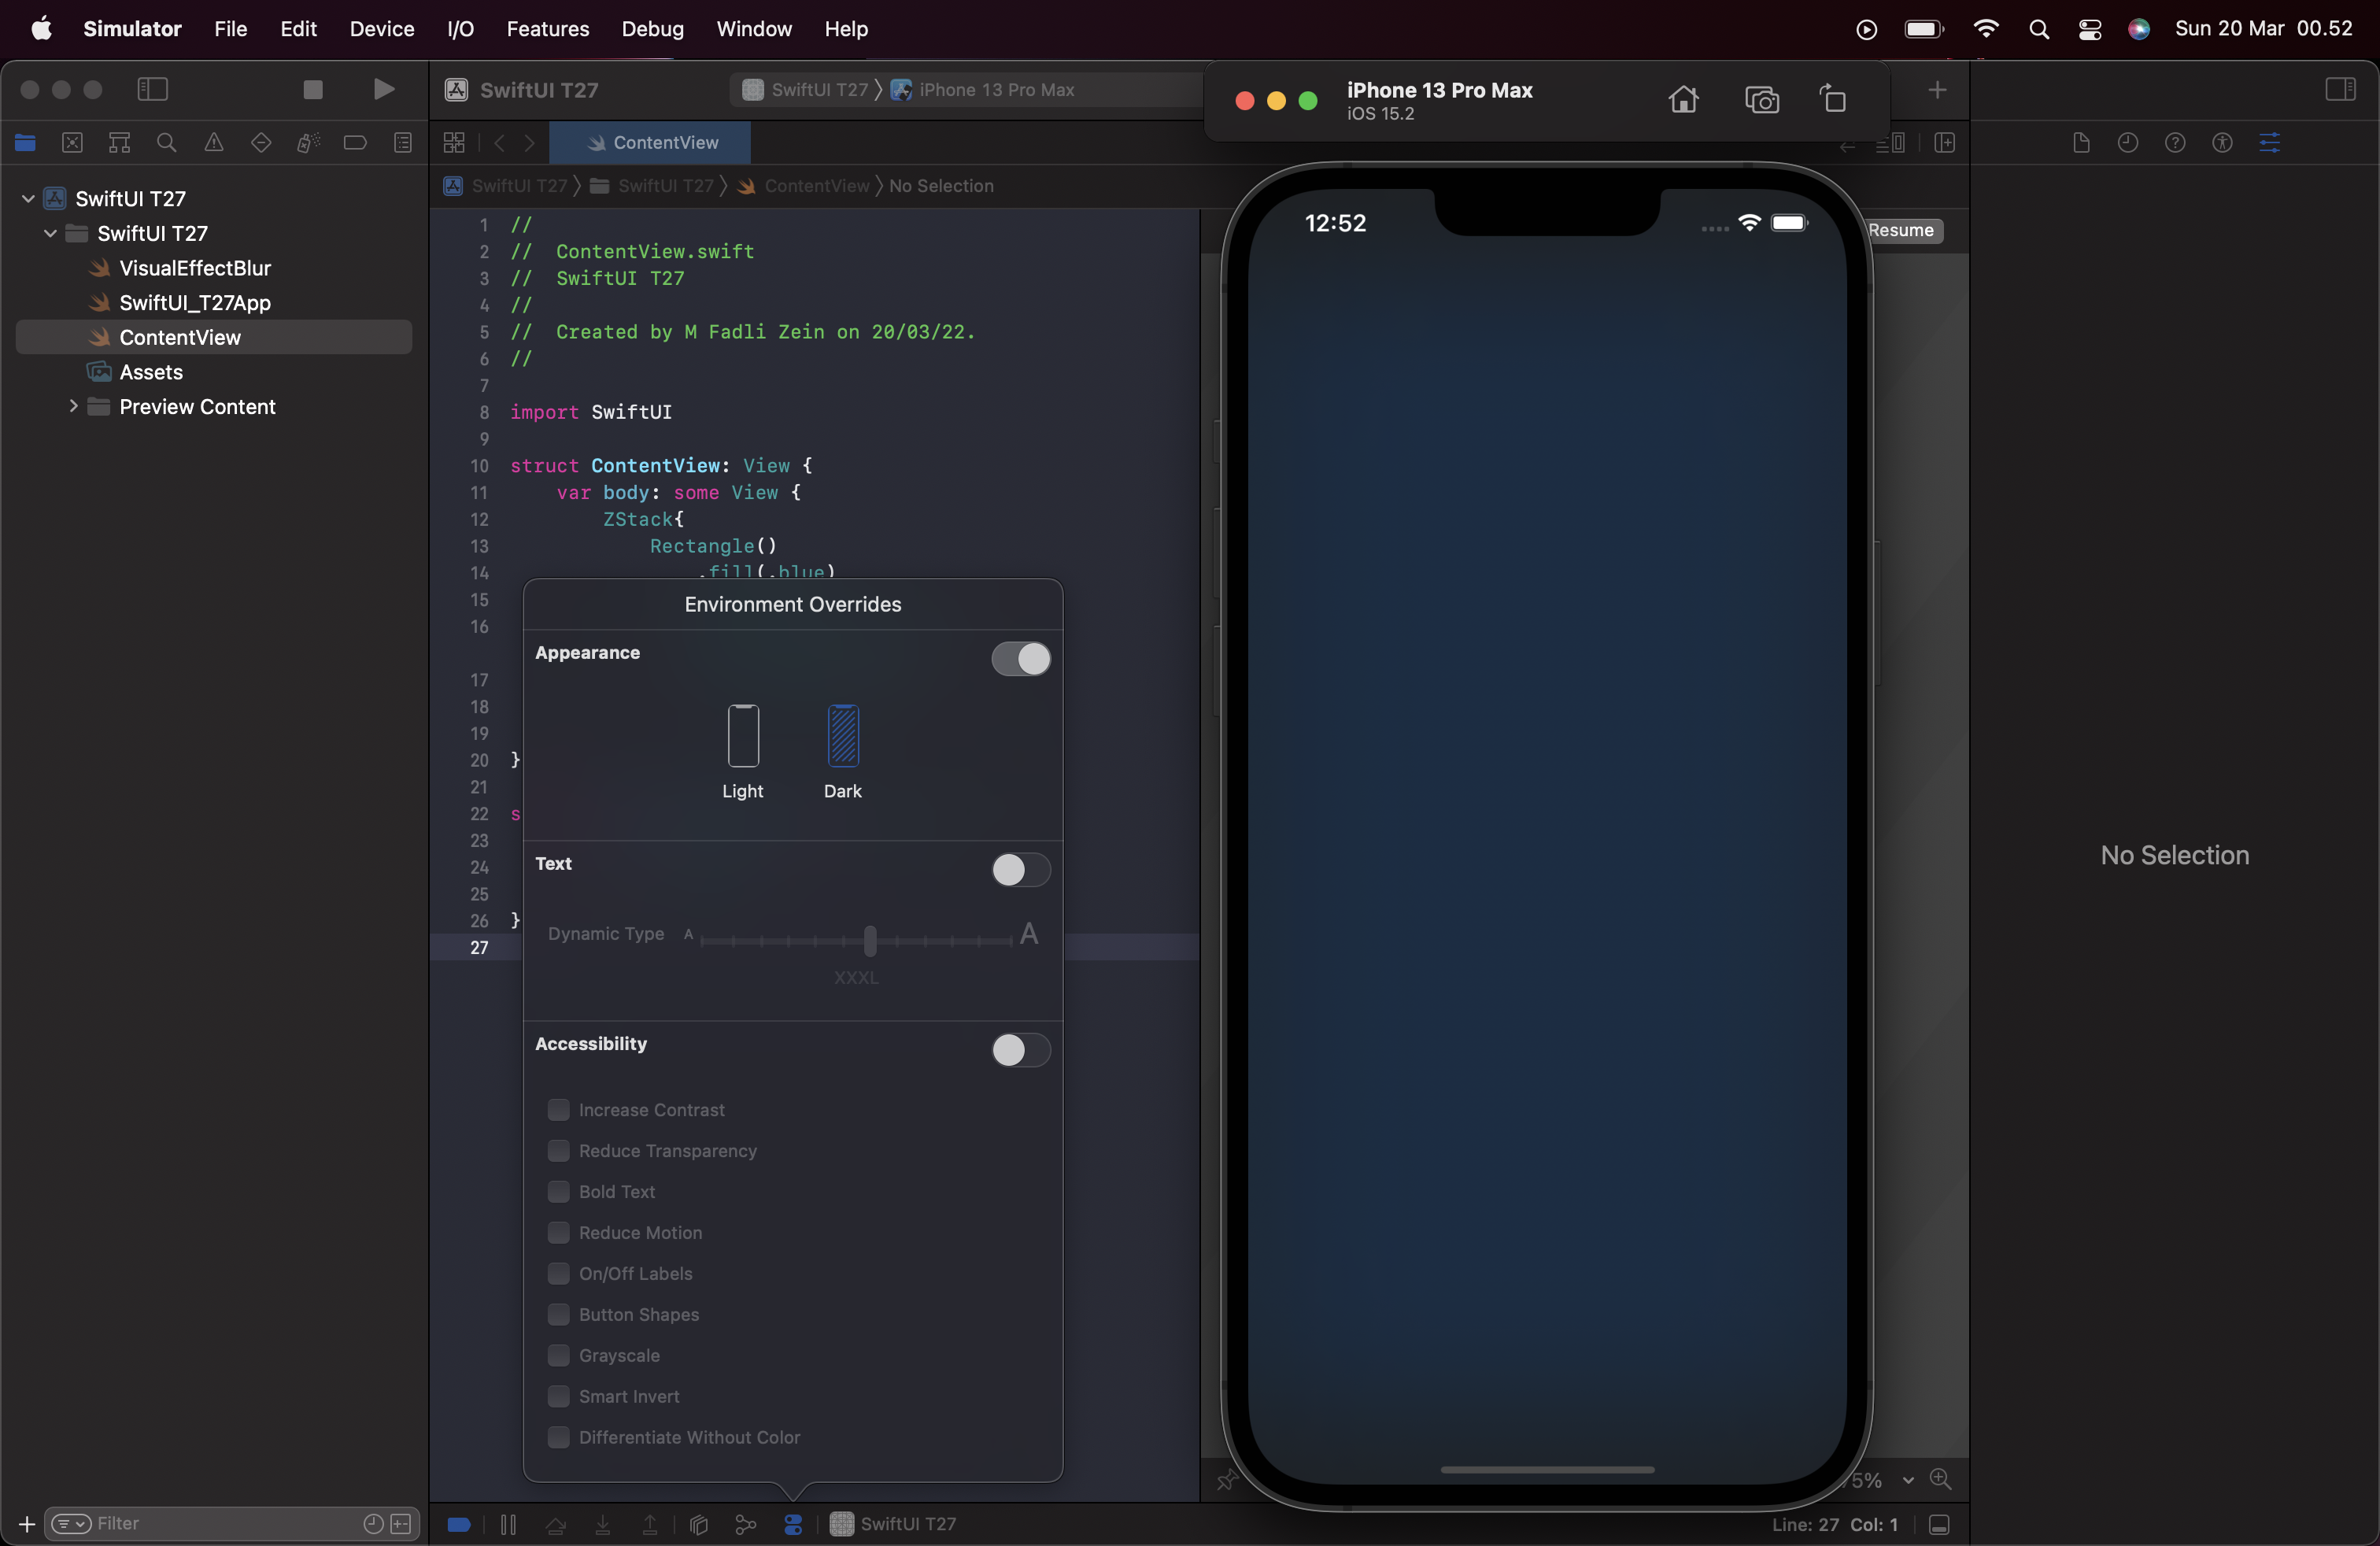 Simulator File Edit Device I/O Features Debug Window Help Sun 20 Mar 00.52
SwiftUI T27
SwiftUI T27 iPhone 13 Pro Max
iPhone 13 Pro Max
iOS 15.2
ContentView
SwiftUI T27 SwiftUI T27 ContentView No Selection
SwiftUI T27
SwiftUI T27
VisualEffectBlur
SwiftUI_T27App
ContentView
Assets
Preview Content
1 //
2 //  ContentView.swift
3 //  SwiftUI T27
4 //
5 //  Created by M Fadli Zein on 20/03/22.
6 //
7
8 import SwiftUI
9
10 struct ContentView: View {
11     var body: some View {
12         ZStack{
13             Rectangle()
14                 .fill(.blue)
15
16
17
18
19
20 }
21
22 s
23
24
25
26 }
27
Environment Overrides
Appearance
Light Dark
Text
Dynamic Type A A
XXXL
Accessibility
Increase Contrast
Reduce Transparency
Bold Text
Reduce Motion
On/Off Labels
Button Shapes
Grayscale
Smart Invert
Differentiate Without Color
12:52
Resume
No Selection
5%
Filter
SwiftUI T27
Line: 27 Col: 1